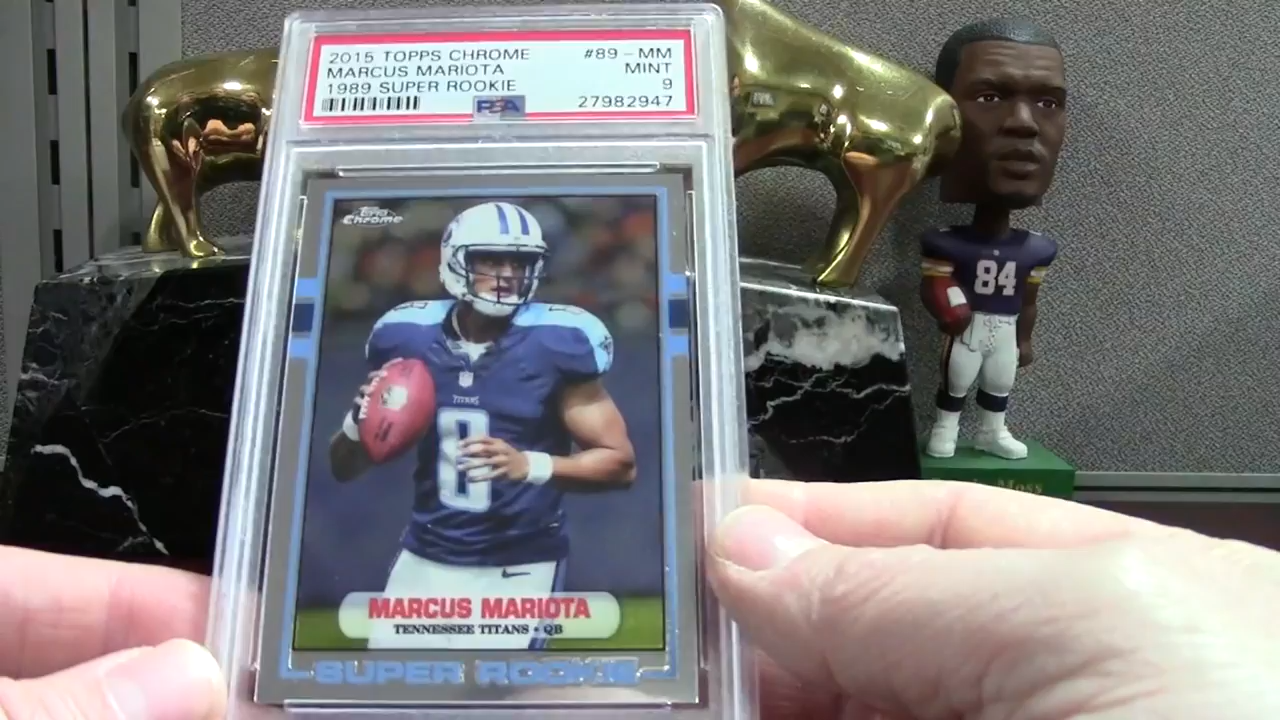 2015 TOPPS CHROME #89 - MM
MARCUS MARIOTA MINT
1989 SUPER ROOKIE 9
PSA 27982947
Topps
Chrome
84
TITANS
8
MARCUS MARIOTA
TENNESSEE TITANS • QB
SUPER ROOKIE
Moss